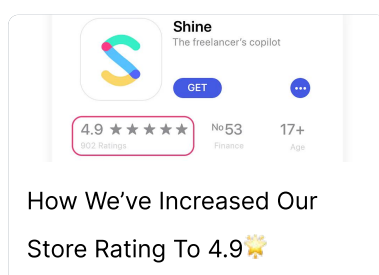 Shine
The freelancer's copilot
GET
4.9 ★★★★★ No53 17+
902 Ratings Finance Age
How We've Increased Our
Store Rating To 4.9🌟